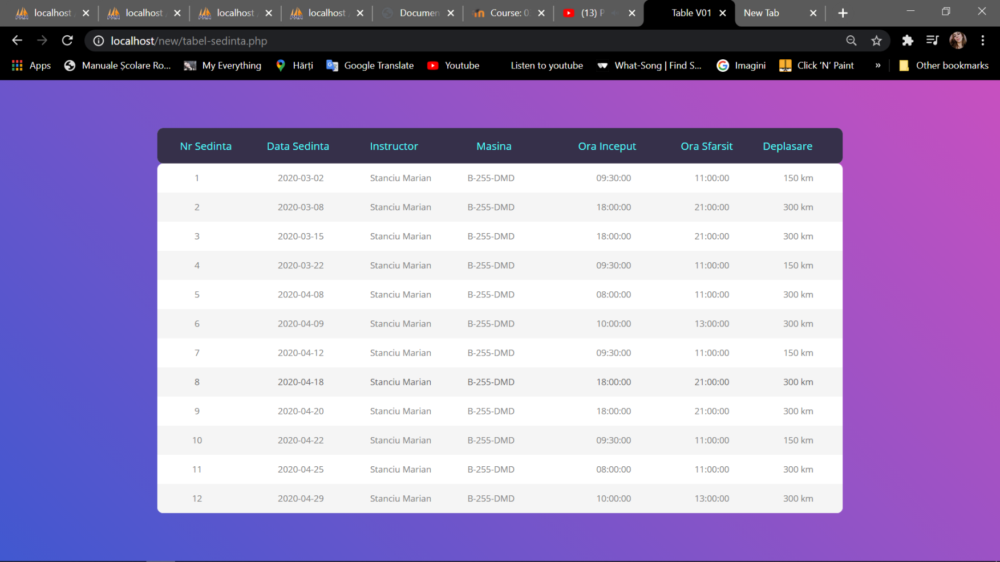 localhost localhost localhost localhost Documen Course: 0 (13) P Table V01 New Tab
localhost/new/tabel-sedinta.php
Apps Manuale Școlare Ro... My Everything Hărți Google Translate Youtube Listen to youtube What-Song | Find S... Imagini Click 'N' Paint » Other bookmarks
Nr Sedinta Data Sedinta Instructor Masina Ora Inceput Ora Sfarsit Deplasare
1 2020-03-02 Stanciu Marian B-255-DMD 09:30:00 11:00:00 150 km
2 2020-03-08 Stanciu Marian B-255-DMD 18:00:00 21:00:00 300 km
3 2020-03-15 Stanciu Marian B-255-DMD 18:00:00 21:00:00 300 km
4 2020-03-22 Stanciu Marian B-255-DMD 09:30:00 11:00:00 150 km
5 2020-04-08 Stanciu Marian B-255-DMD 08:00:00 11:00:00 300 km
6 2020-04-09 Stanciu Marian B-255-DMD 10:00:00 13:00:00 300 km
7 2020-04-12 Stanciu Marian B-255-DMD 09:30:00 11:00:00 150 km
8 2020-04-18 Stanciu Marian B-255-DMD 18:00:00 21:00:00 300 km
9 2020-04-20 Stanciu Marian B-255-DMD 18:00:00 21:00:00 300 km
10 2020-04-22 Stanciu Marian B-255-DMD 09:30:00 11:00:00 150 km
11 2020-04-25 Stanciu Marian B-255-DMD 08:00:00 11:00:00 300 km
12 2020-04-29 Stanciu Marian B-255-DMD 10:00:00 13:00:00 300 km